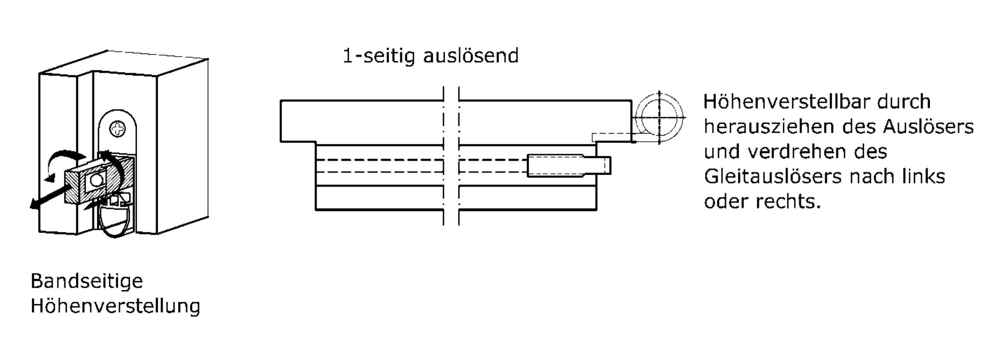 1-seitig auslösend
Höhenverstellbar durch
herausziehen des Auslösers
und verdrehen des
Gleitauslösers nach links
oder rechts.
Bandseitige
Höhenverstellung